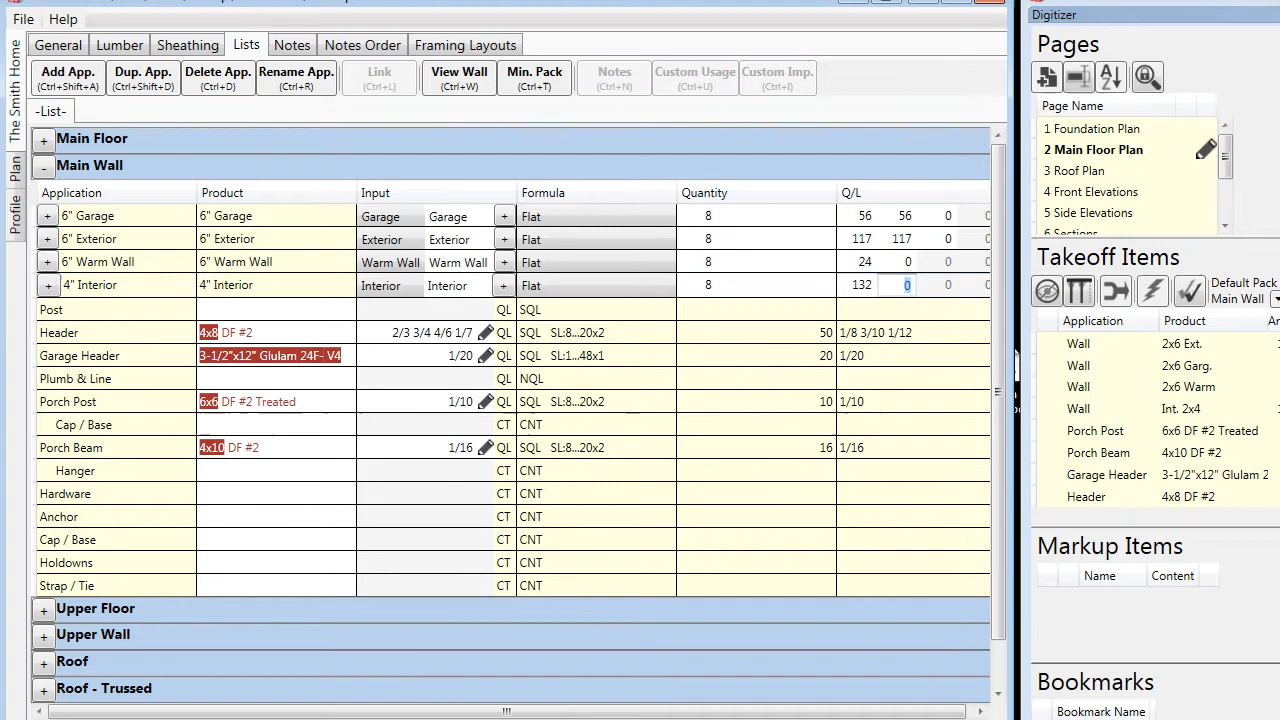 File Help
General Lumber Sheathing Lists Notes Notes Order Framing Layouts
Add App. Dup. App. Delete App. Rename App. Link View Wall Min. Pack Notes Custom Usage Custom Imp.
(Ctrl+Shift+A) (Ctrl+Shift+D) (Ctrl+D) (Ctrl+R) (Ctrl+L) (Ctrl+W) (Ctrl+T) (Ctrl+N) (Ctrl+U) (Ctrl+I)
The Smith Home
Plan
Profile
-List-
+ Main Floor
- Main Wall
Application Product Input Formula Quantity Q/L
+ 6" Garage 6" Garage Garage Garage + Flat 8 56 56 0 0
+ 6" Exterior 6" Exterior Exterior Exterior + Flat 8 117 117 0 0
+ 6" Warm Wall 6" Warm Wall Warm Wall Warm Wall + Flat 8 24 0 0 0
+ 4" Interior 4" Interior Interior Interior + Flat 8 132 0 0 0
Post QL SQL
Header 4x8 DF #2 2/3 3/4 4/6 1/7 QL SQL SL:8...20x2 50 1/8 3/10 1/12
Garage Header 3-1/2"x12" Glulam 24F- V4 1/20 QL SQL SL:1...48x1 20 1/20
Plumb & Line QL NQL
Porch Post 6x6 DF #2 Treated 1/10 QL SQL SL:8...20x2 10 1/10
Cap / Base CT CNT
Porch Beam 4x10 DF #2 1/16 QL SQL SL:8...20x2 16 1/16
Hanger CT CNT
Hardware CT CNT
Anchor CT CNT
Cap / Base CT CNT
Holdowns CT CNT
Strap / Tie CT CNT
+ Upper Floor
+ Upper Wall
+ Roof
+ Roof - Trussed
Digitizer
Pages
Page Name
1 Foundation Plan
2 Main Floor Plan
3 Roof Plan
4 Front Elevations
5 Side Elevations
6 Sections
Takeoff Items
Default Pack
Main Wall
Application Product
Wall 2x6 Ext.
Wall 2x6 Garg.
Wall 2x6 Warm
Wall Int. 2x4
Porch Post 6x6 DF #2 Treated
Porch Beam 4x10 DF #2
Garage Header 3-1/2"x12" Glulam 2
Header 4x8 DF #2
Markup Items
Name Content
Bookmarks
Bookmark Name